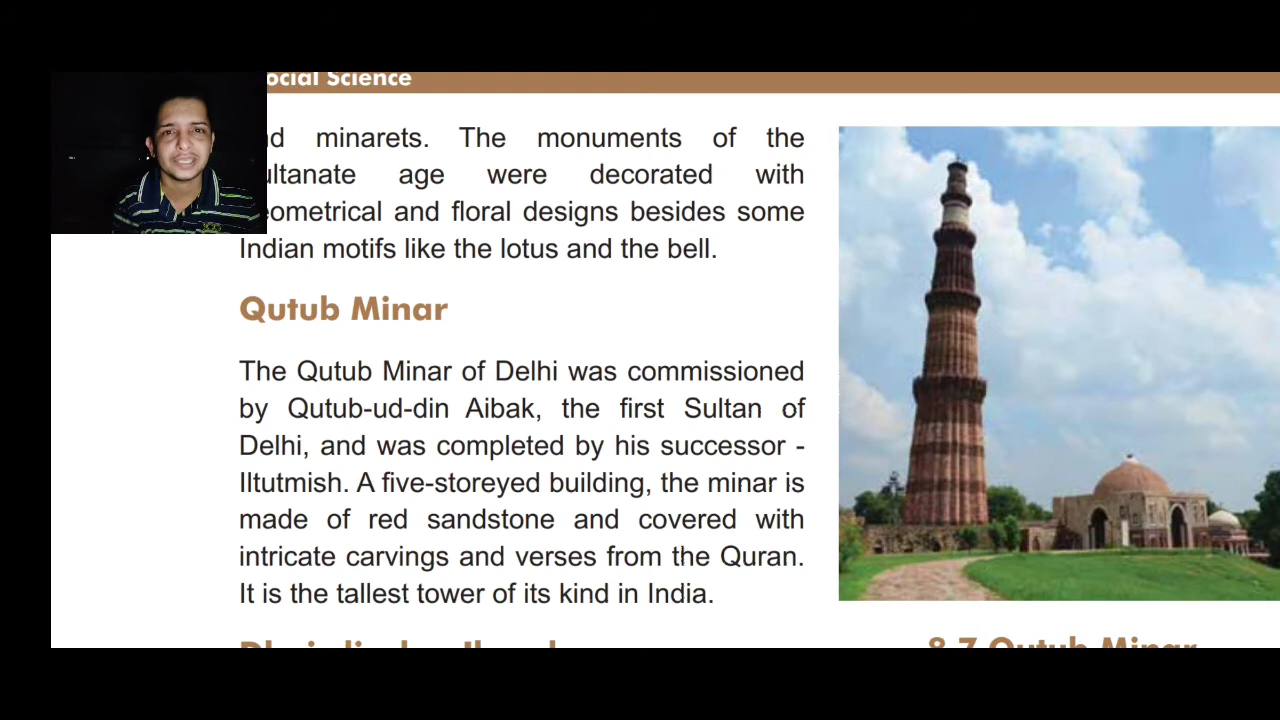 ocial Science
minarets. The monuments of the
age were decorated with
and floral designs besides some
Indian motifs like the lotus and the bell.
Qutub Minar
The Qutub Minar of Delhi was commissioned
by Qutub-ud-din Aibak, the first Sultan of
Delhi, and was completed by his successor -
Iltutmish. A five-storeyed building, the minar is
made of red sandstone and covered with
intricate carvings and verses from the Quran.
It is the tallest tower of its kind in India.
8.7 Qutub Minar